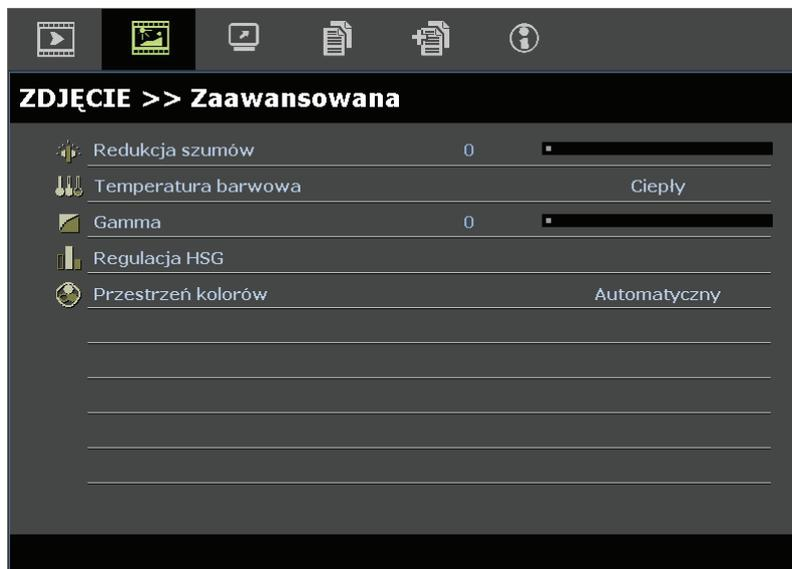 ZDJĘCIE >> Zaawansowana
Redukcja szumów 0
Temperatura barwowa Ciepły
Gamma 0
Regulacja HSG
Przestrzeń kolorów Automatyczny